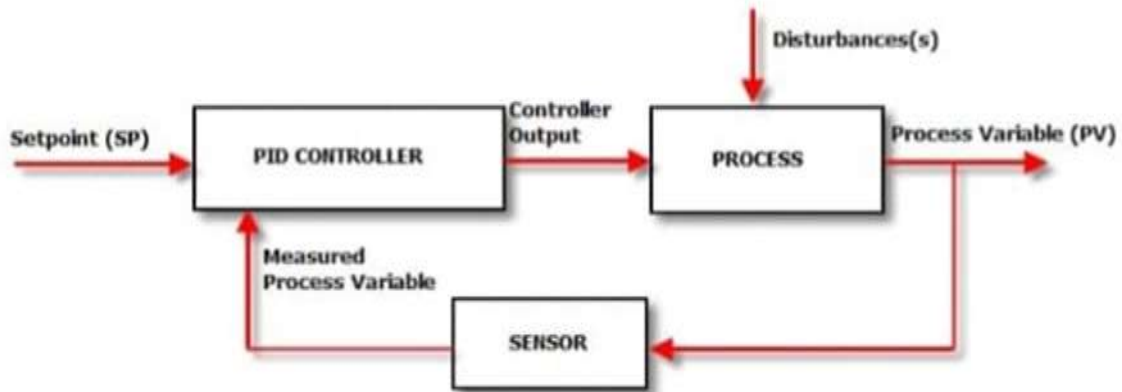 Disturbances(s)
Setpoint (SP)
PID CONTROLLER
Controller
Output
PROCESS
Process Variable (PV)
Measured
Process Variable
SENSOR